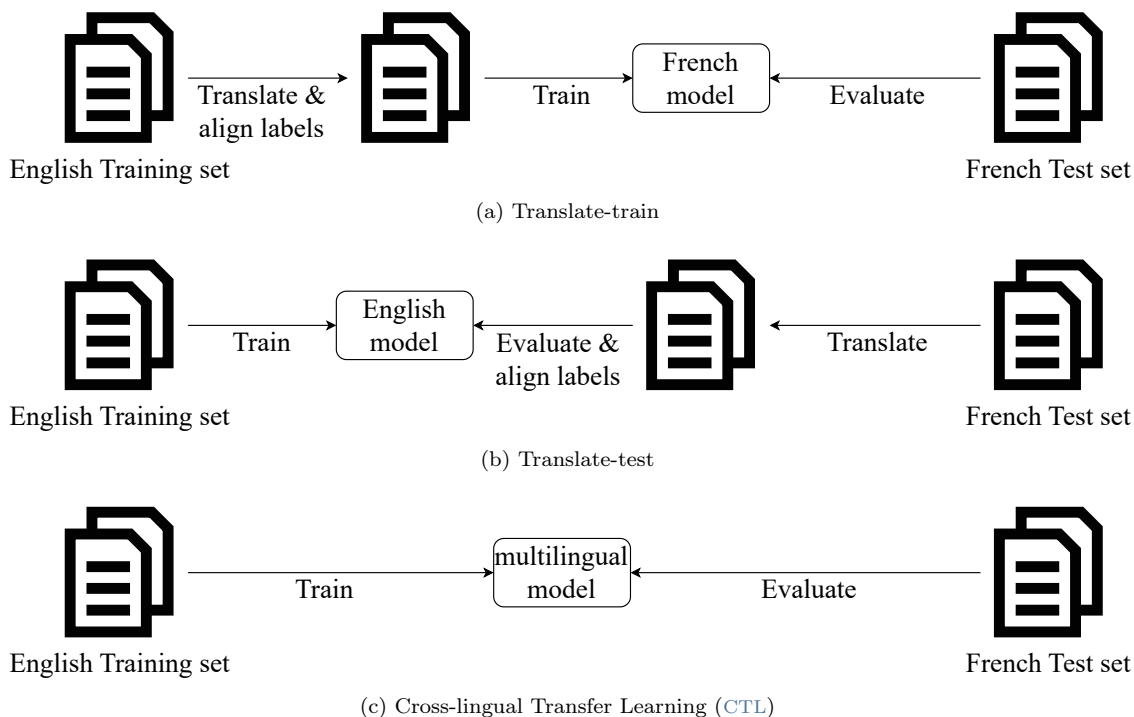 Translate &
align labels
Train
French
model
Evaluate
English Training set
French Test set
(a) Translate-train
Train
English
model
Evaluate &
align labels
Translate
English Training set
French Test set
(b) Translate-test
Train
multilingual
model
Evaluate
English Training set
French Test set
(c) Cross-lingual Transfer Learning (CTL)